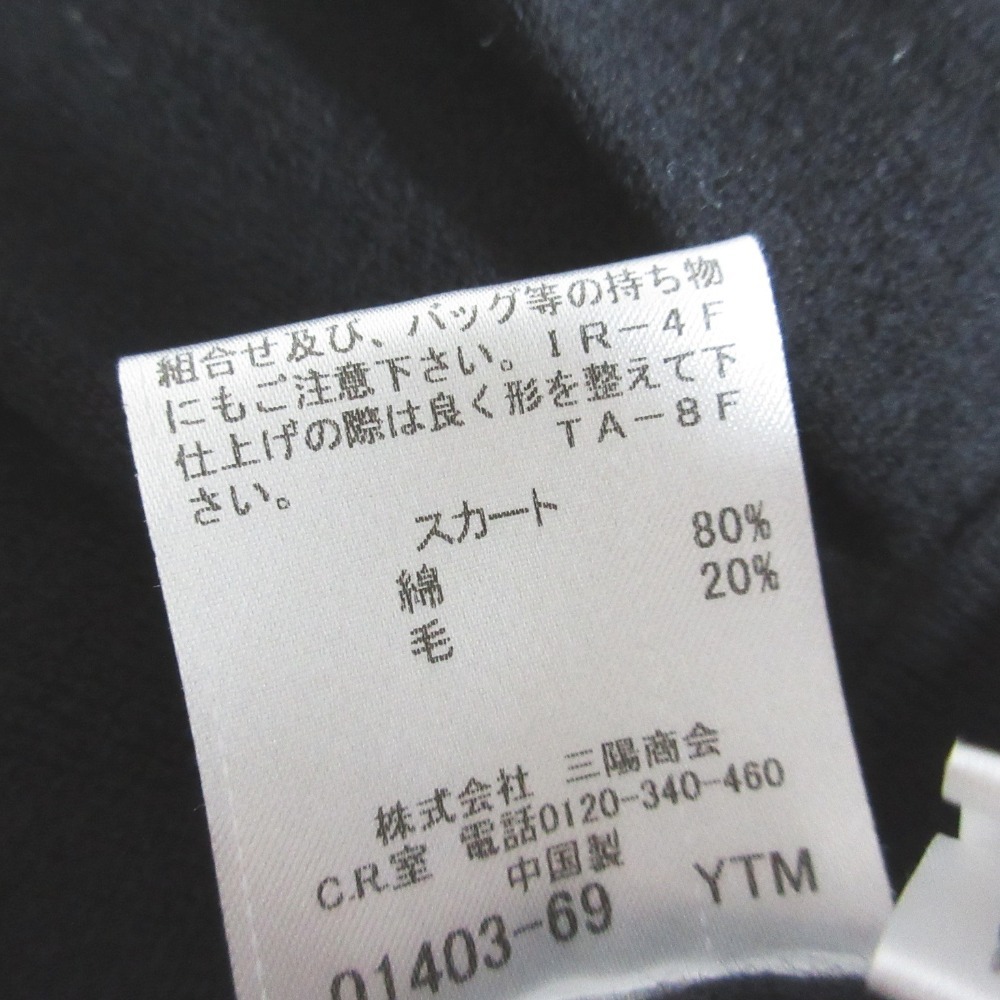 組合せ及び、バッグ等の持ち物
にもご注意下さい。IR-4F
仕上げの際は良く形を整えて下
さい。 TA-8F
スカート
綿 80%
毛 20%
株式会社 三陽商会
C.R.室 電話0120-340-460
中国製
01403-69 YTM